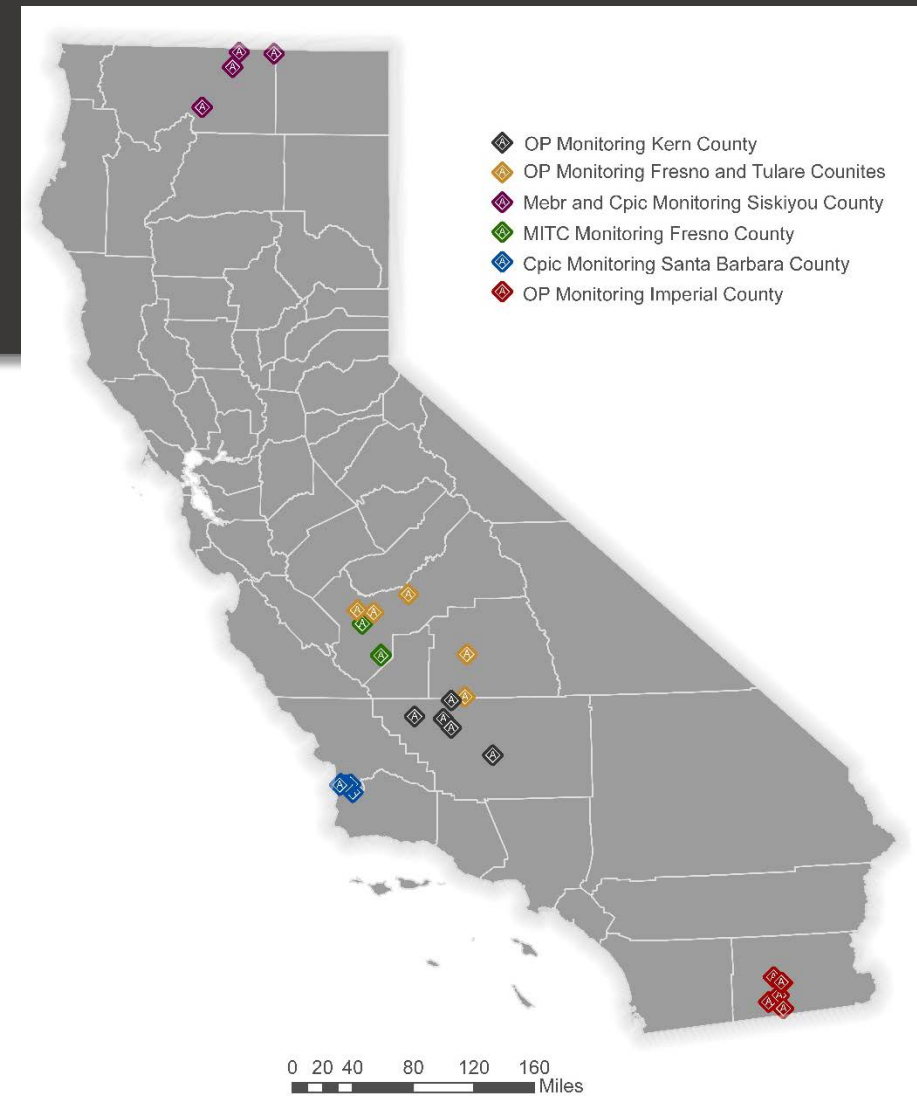 OP Monitoring Kern County
OP Monitoring Fresno and Tulare Counites
Mebr and Cpic Monitoring Siskiyou County
MITC Monitoring Fresno County
Cpic Monitoring Santa Barbara County
OP Monitoring Imperial County
0 20 40 80 120 160
Miles